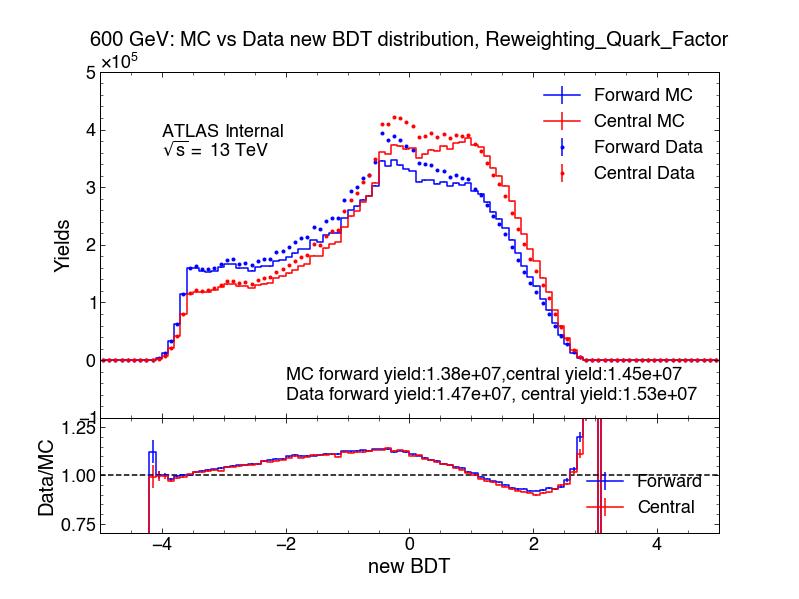 600 GeV: MC vs Data new BDT distribution, Reweighting_Quark_Factor
×10⁵
5
4
3
2
1
0
−1
Yields
ATLAS Internal
√s = 13 TeV
Forward MC
Central MC
Forward Data
Central Data
MC forward yield:1.38e+07,central yield:1.45e+07
Data forward yield:1.47e+07, central yield:1.53e+07
1.25
1.00
0.75
Data/MC
Forward
Central
−4 −2 0 2 4
new BDT